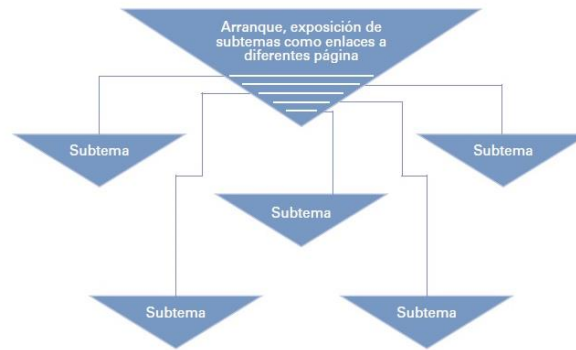 Arranque, exposición de
subtemas como enlaces a
diferentes página
Subtema
Subtema
Subtema
Subtema
Subtema